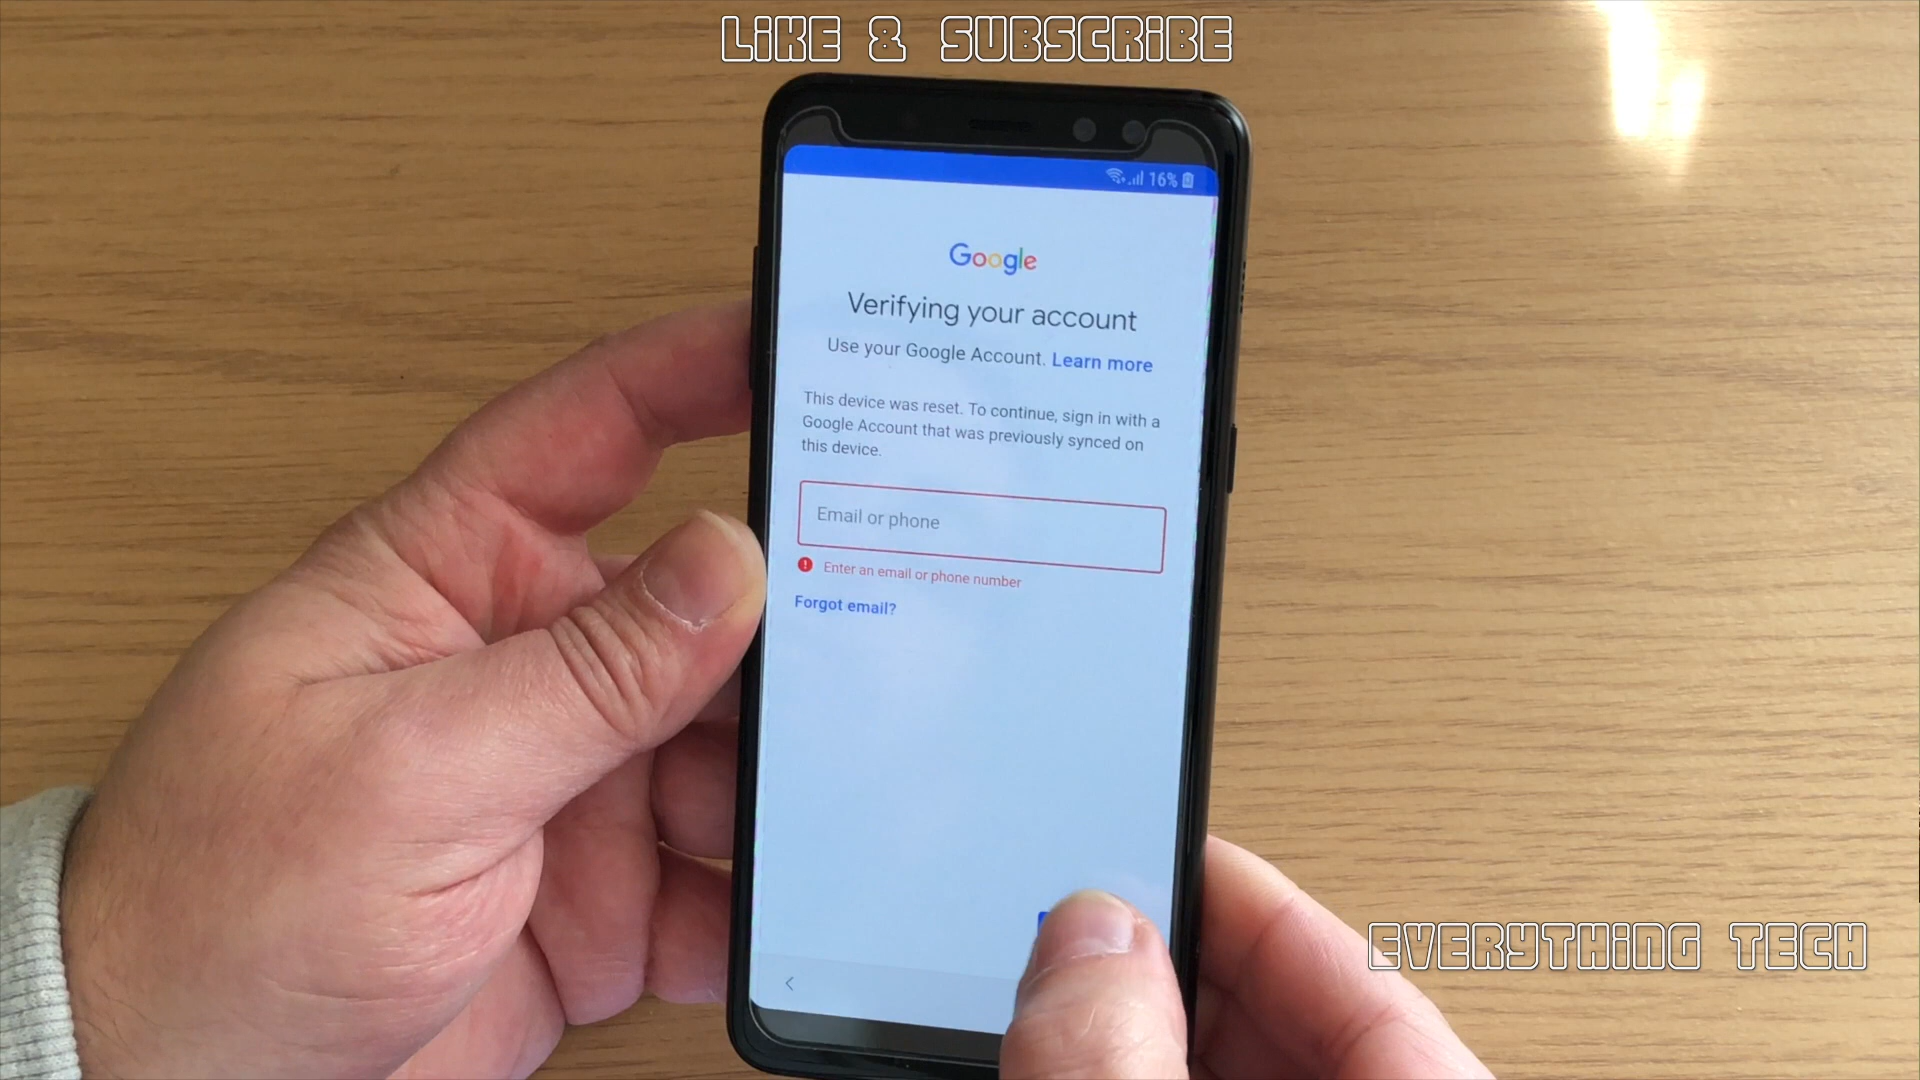 LIKE & SUBSCRIBE
16%
Google
Verifying your account
Use your Google Account. Learn more
This device was reset. To continue, sign in with a
Google Account that was previously synced on
this device.
Email or phone
! Enter an email or phone number
Forgot email?
EVERYTHING TECH